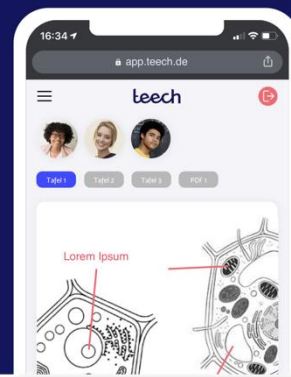 16:34
app.teech.de
teech
Tafel 1
Tafel 2
Tafel 3
PDF 1
Lorem Ipsum